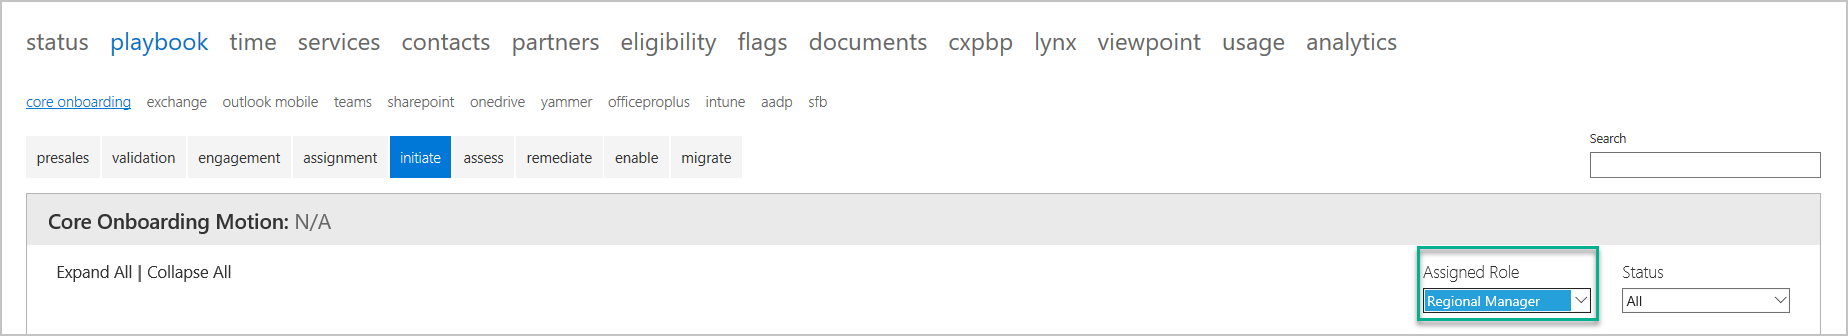 status playbook time services contacts partners eligibility flags documents cxpbp lynx viewpoint usage analytics
core onboarding exchange outlook mobile teams sharepoint onedrive yammer officeproplus intune aadp sfb
Search
presales validation engagement assignment initiate assess remediate enable migrate
Core Onboarding Motion: N/A
Expand All | Collapse All Assigned Role Status
Regional Manager All